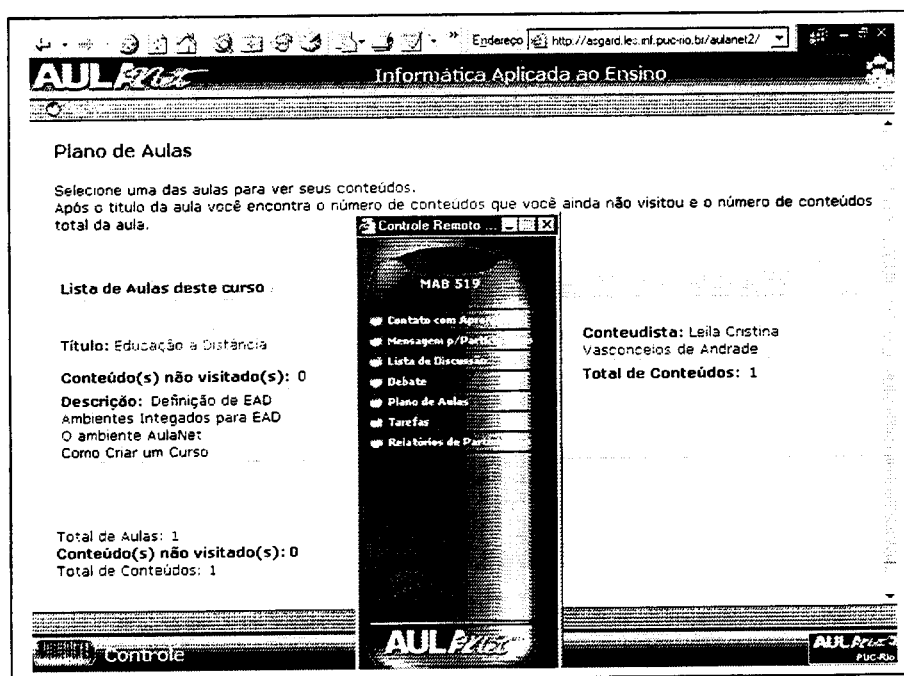 Endereço http://asgard.les.inf.puc-rio.br/aulanet2/
AULANet Informática Aplicada ao Ensino
Plano de Aulas
Selecione uma das aulas para ver seus conteúdos.
Após o titulo da aula você encontra o número de conteúdos que você ainda não visitou e o número de conteúdos
total da aula.
Controle Remoto ...
MAB 519
Contato com
Mensagem p/
Lista de
Debate
Plano de Aulas
Tarefas
Relatórios de
AULANet
Lista de Aulas deste curso
Título: Educação a Distância
Conteúdo(s) não visitado(s): 0
Descrição: Definição de EAD
Ambientes Integados para EAD
O ambiente AulaNet
Como Criar um Curso
Conteudista: Leila Cristina
Vasconcelos de Andrade
Total de Conteúdos: 1
Total de Aulas: 1
Conteúdo(s) não visitado(s): 0
Total de Conteúdos: 1
Controle
AULANet
PUC-Rio